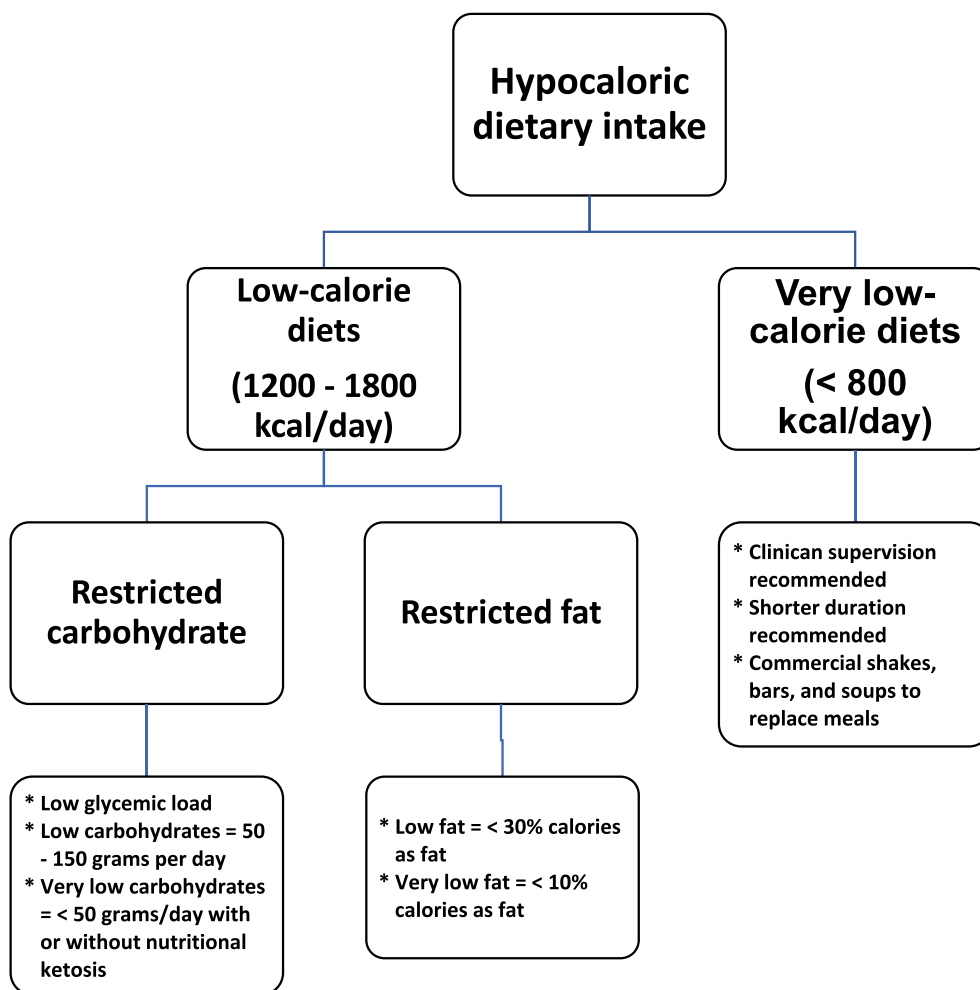 Hypocaloric
dietary intake
Low-calorie
diets
(1200 - 1800
kcal/day)
Very low-
calorie diets
(< 800
kcal/day)
Restricted
carbohydrate
Restricted fat
* Clinican supervision
recommended
* Shorter duration
recommended
* Commercial shakes,
bars, and soups to
replace meals
* Low glycemic load
* Low carbohydrates = 50
- 150 grams per day
* Very low carbohydrates
= < 50 grams/day with
or without nutritional
ketosis
* Low fat = < 30% calories
as fat
* Very low fat = < 10%
calories as fat